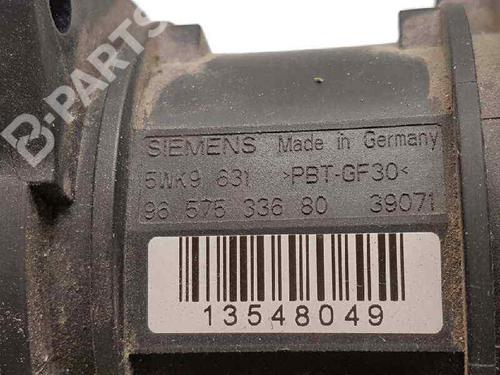 B-PARTS
SIEMENS Made in Germany
5WK9 631 >PBT-GF30<
96 575 336 80 39071
13548049